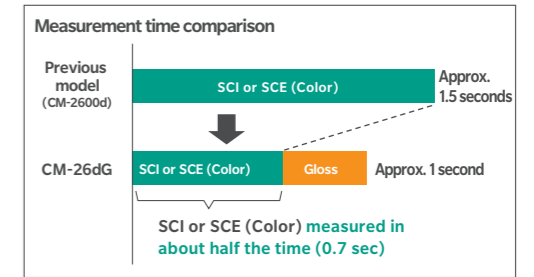 Measurement time comparison
Previous
model
(CM-2600d)
SCI or SCE (Color)
Approx.
1.5 seconds
CM-26dG
SCI or SCE (Color)
Gloss
Approx. 1 second
SCI or SCE (Color) measured in
about half the time (0.7 sec)